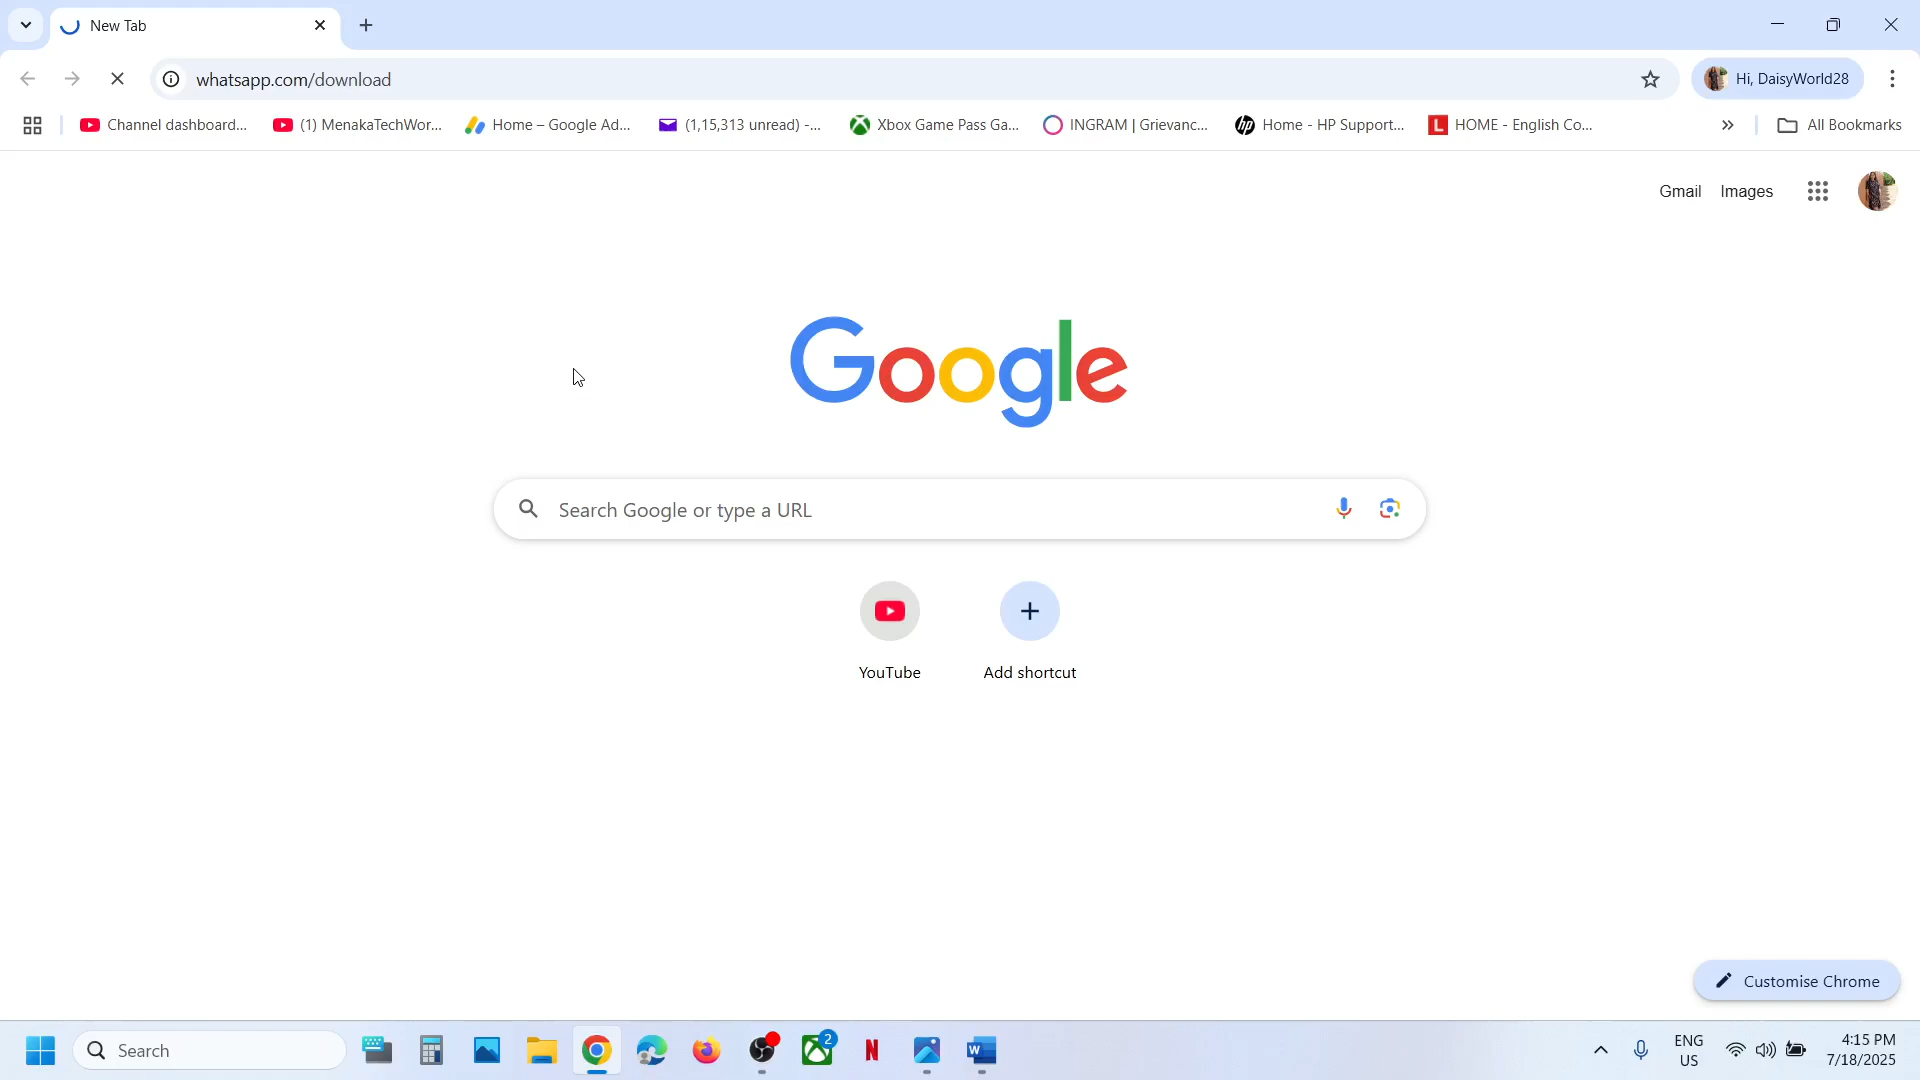 New Tab
whatsapp.com/download
Hi, DaisyWorld28
Channel dashboard...
(1) MenakaTechWor...
Home – Google Ad...
(1,15,313 unread) -...
Xbox Game Pass Ga...
INGRAM | Grievanc...
hp
Home - HP Support...
L
HOME - English Co...
All Bookmarks
Gmail
Images
Google
Search Google or type a URL
YouTube
Add shortcut
Customise Chrome
Search
2
N
W
ENG
US
4:15 PM
7/18/2025